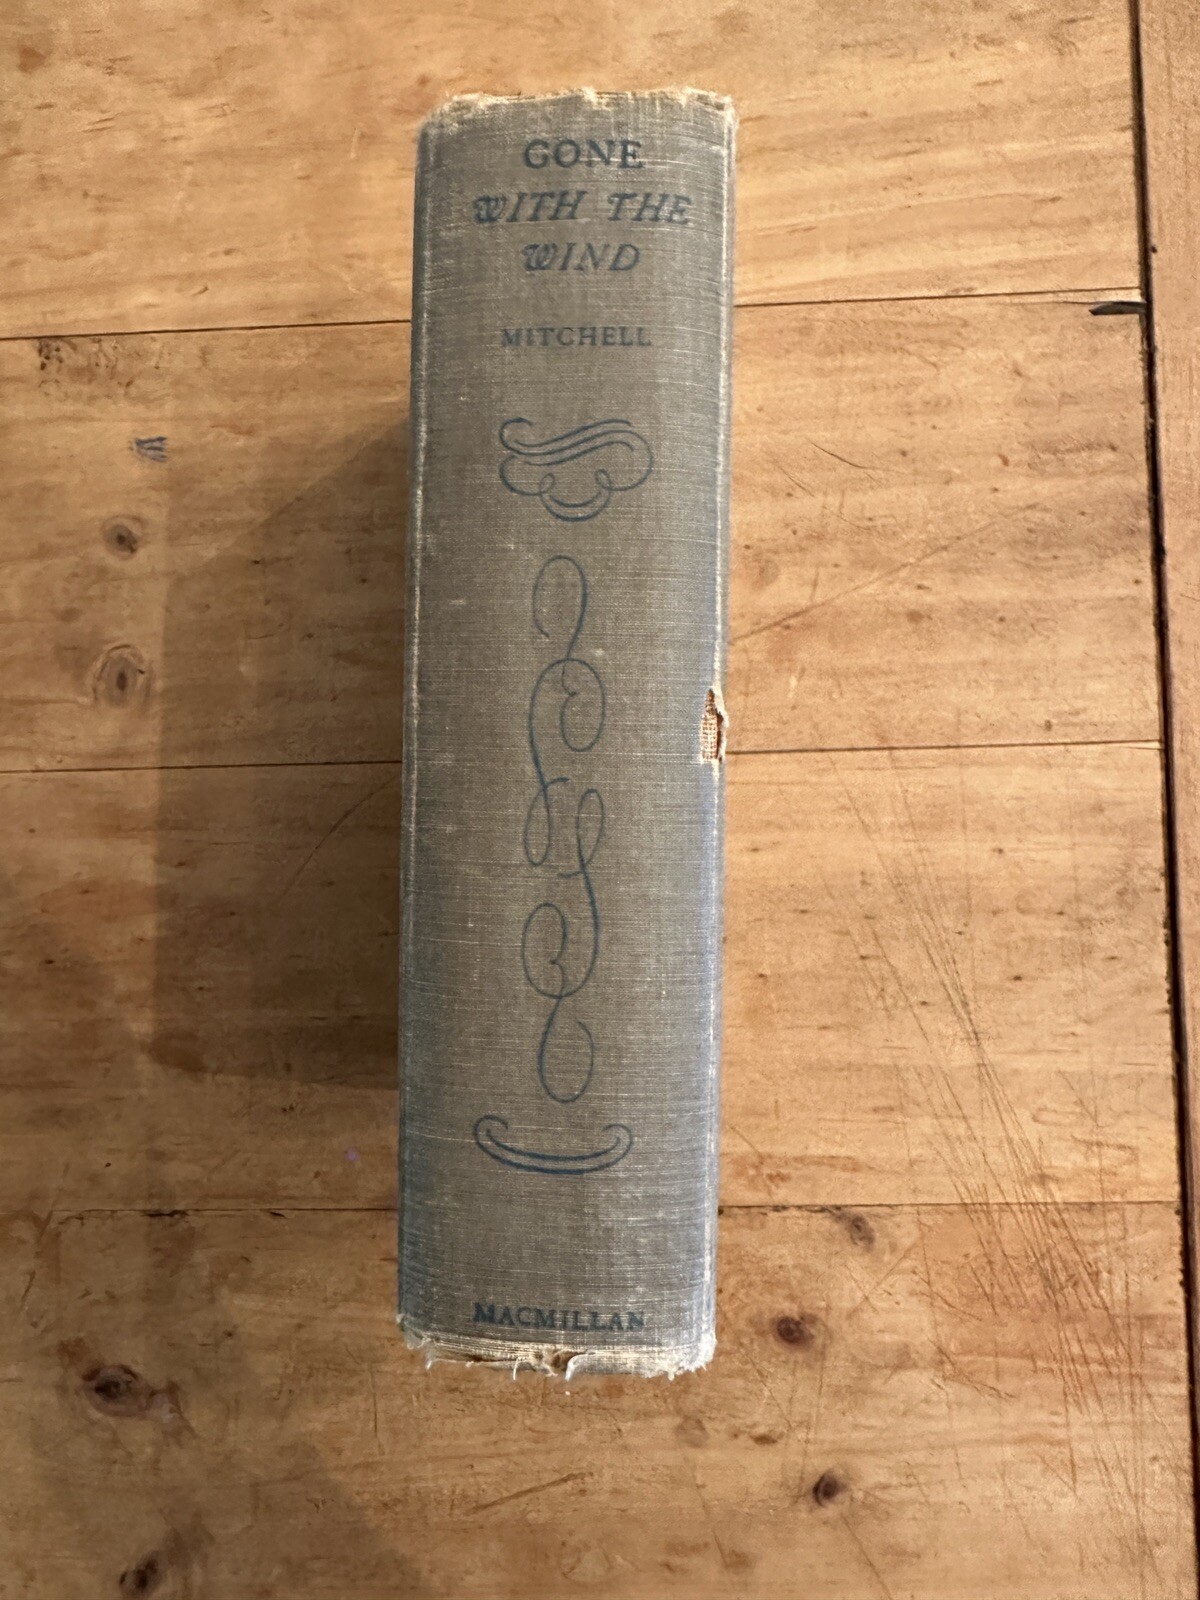 GONE
WITH THE
WIND
MITCHELL
MACMILLAN